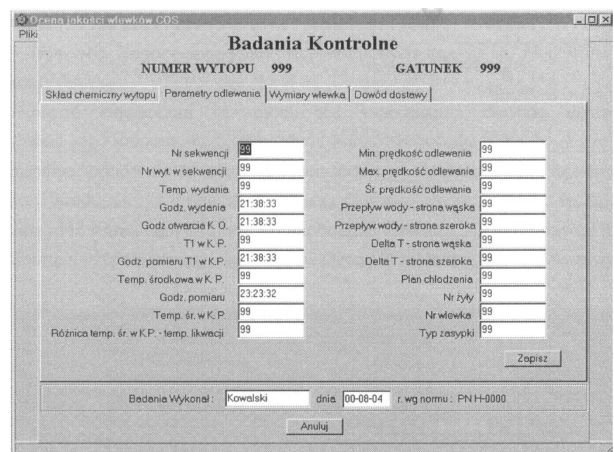 Ocena jakości wlewków COS
Pliki
Badania Kontrolne
NUMER WYTOPU 999 GATUNEK 999
Skład chemiczny wytopu Parametry odlewania Wymiary wlewka Dowód dostawy
Nr sekwencji 99 Min. prędkość odlewania 99
Nr wyt. w sekwencji 99 Max. prędkość odlewania 99
Temp. wydania 99 Śr. prędkość odlewania 99
Godz. wydania 21:38:33 Przepływ wody - strona wąska 99
Godz otwarcia K. O. 21:38:33 Przepływ wody - strona szeroka 99
T1 w K. P. 99 Delta T - strona wąska 99
Godz. pomiaru T1 w K.P. 21:38:33 Delta T - strona szeroka 99
Temp. środkowa w K. P. 99 Plan chłodzenia 99
Godz. pomiaru 23:23:32 Nr żyły 99
Temp. śr. w K. P. 99 Nr wlewka 99
Różnica temp. śr. w K.P. - temp. likwacji 99 Typ zasypki 99
Zapisz
Badania Wykonał : Kowalski dnia 00-08-04 r. wg normu : PN H-0000
Anuluj